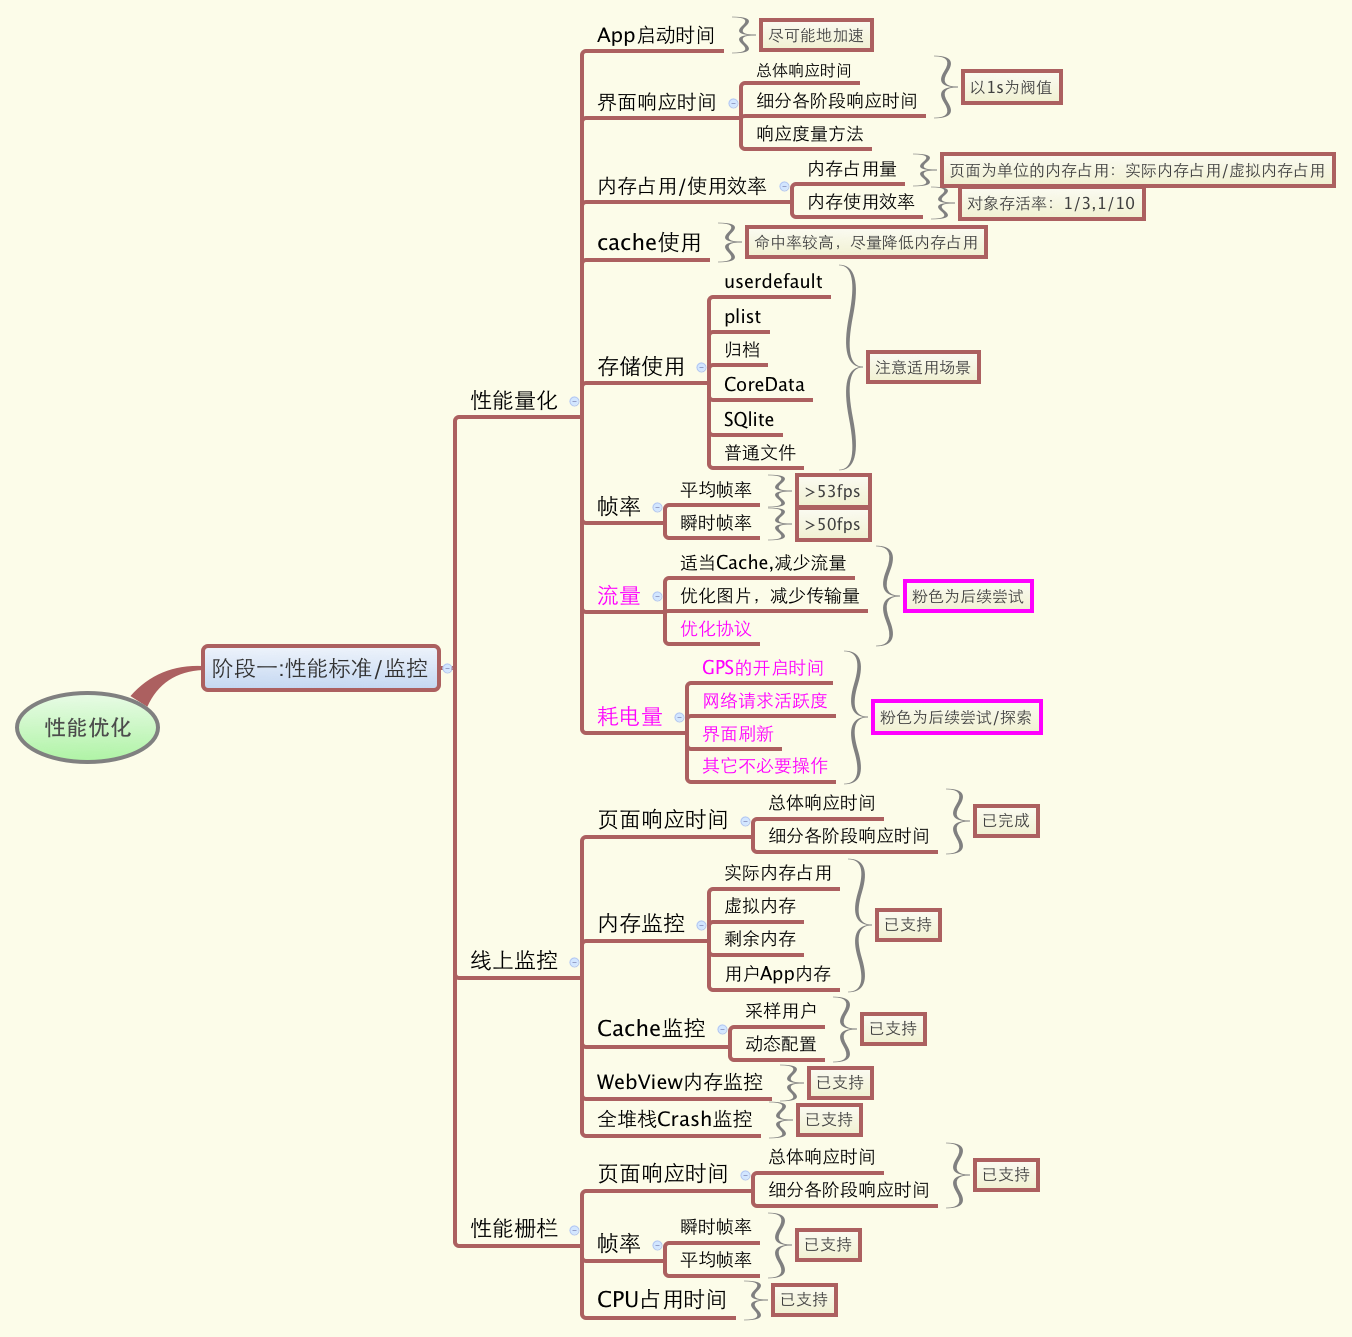 性能优化
阶段一:性能标准/监控
性能量化
App启动时间
尽可能地加速
界面响应时间
总体响应时间
细分各阶段响应时间
以1s为阀值
响应度量方法
内存占用/使用效率
内存占用量
页面为单位的内存占用：实际内存占用/虚拟内存占用
内存使用效率
对象存活率：1/3,1/10
cache使用
命中率较高，尽量降低内存占用
存储使用
userdefault
plist
归档
CoreData
SQlite
普通文件
注意适用场景
帧率
平均帧率
>53fps
瞬时帧率
>50fps
流量
适当Cache,减少流量
优化图片，减少传输量
优化协议
粉色为后续尝试
耗电量
GPS的开启时间
网络请求活跃度
界面刷新
其它不必要操作
粉色为后续尝试/探索
线上监控
页面响应时间
总体响应时间
细分各阶段响应时间
已完成
内存监控
实际内存占用
虚拟内存
剩余内存
用户App内存
已支持
Cache监控
采样用户
动态配置
已支持
WebView内存监控
已支持
全堆栈Crash监控
已支持
性能栅栏
页面响应时间
总体响应时间
细分各阶段响应时间
已支持
帧率
瞬时帧率
平均帧率
已支持
CPU占用时间
已支持